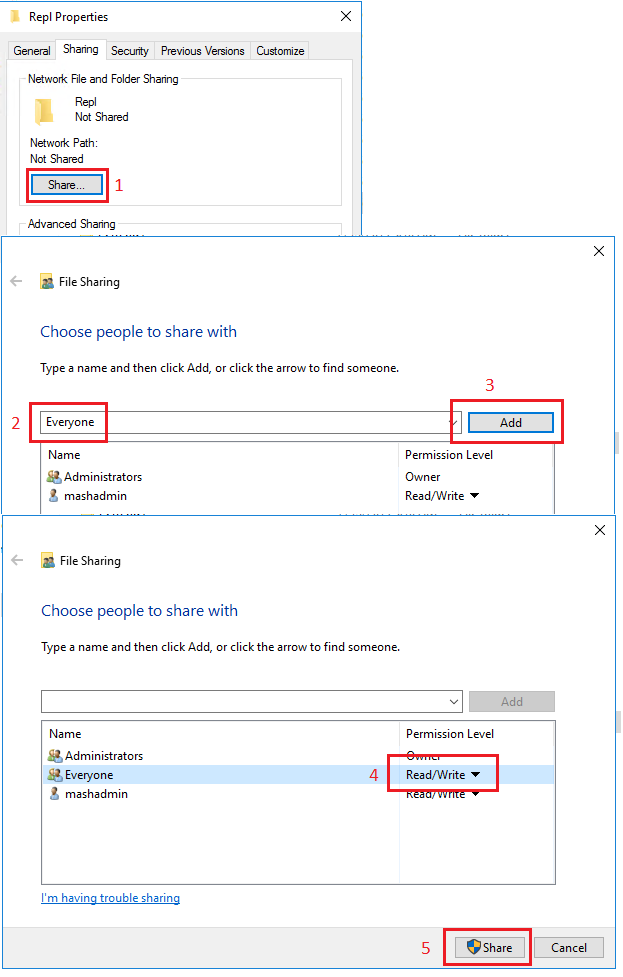 Repl Properties
General Sharing Security Previous Versions Customize
Network File and Folder Sharing
Repl
Not Shared
Network Path:
Not Shared
Share... 1
Advanced Sharing
File Sharing
Choose people to share with
Type a name and then click Add, or click the arrow to find someone.
3
2 Everyone Add
Name Permission Level
Administrators Owner
mashadmin Read/Write
File Sharing
Choose people to share with
Type a name and then click Add, or click the arrow to find someone.
Add
Name Permission Level
Administrators Owner
Everyone 4 Read/Write
mashadmin Read/Write
I'm having trouble sharing
5 Share Cancel